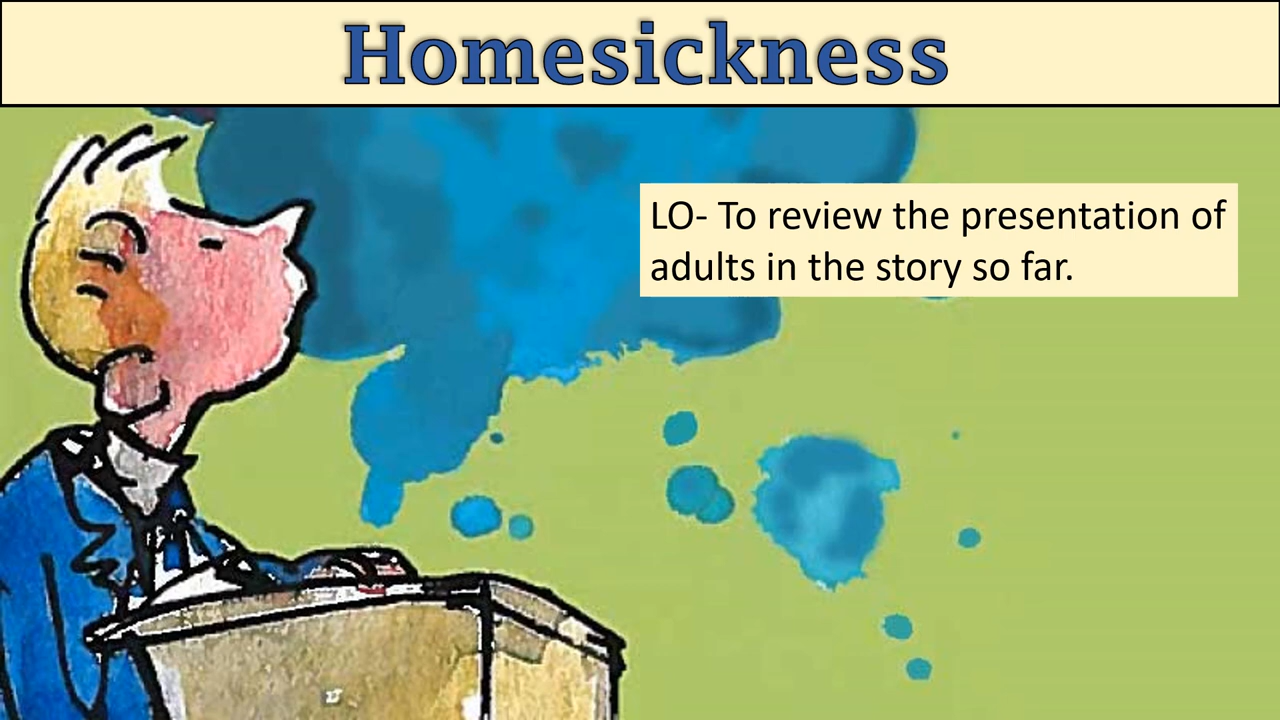 Homesickness
LO- To review the presentation of
adults in the story so far.